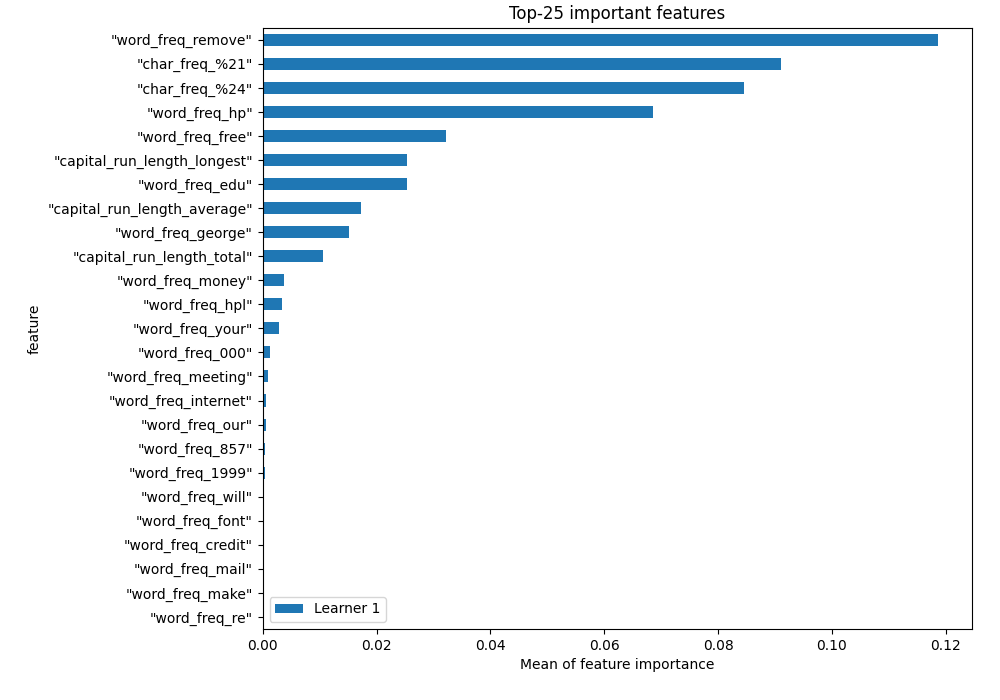 Top-25 important features
"word_freq_remove"
"char_freq_%21"
"char_freq_%24"
"word_freq_hp"
"word_freq_free"
"capital_run_length_longest"
"word_freq_edu"
"capital_run_length_average"
"word_freq_george"
"capital_run_length_total"
"word_freq_money"
"word_freq_hpl"
"word_freq_your"
"word_freq_000"
"word_freq_meeting"
"word_freq_internet"
"word_freq_our"
"word_freq_857"
"word_freq_1999"
"word_freq_will"
"word_freq_font"
"word_freq_credit"
"word_freq_mail"
"word_freq_make"
"word_freq_re"
feature
Learner 1
0.00 0.02 0.04 0.06 0.08 0.10 0.12
Mean of feature importance